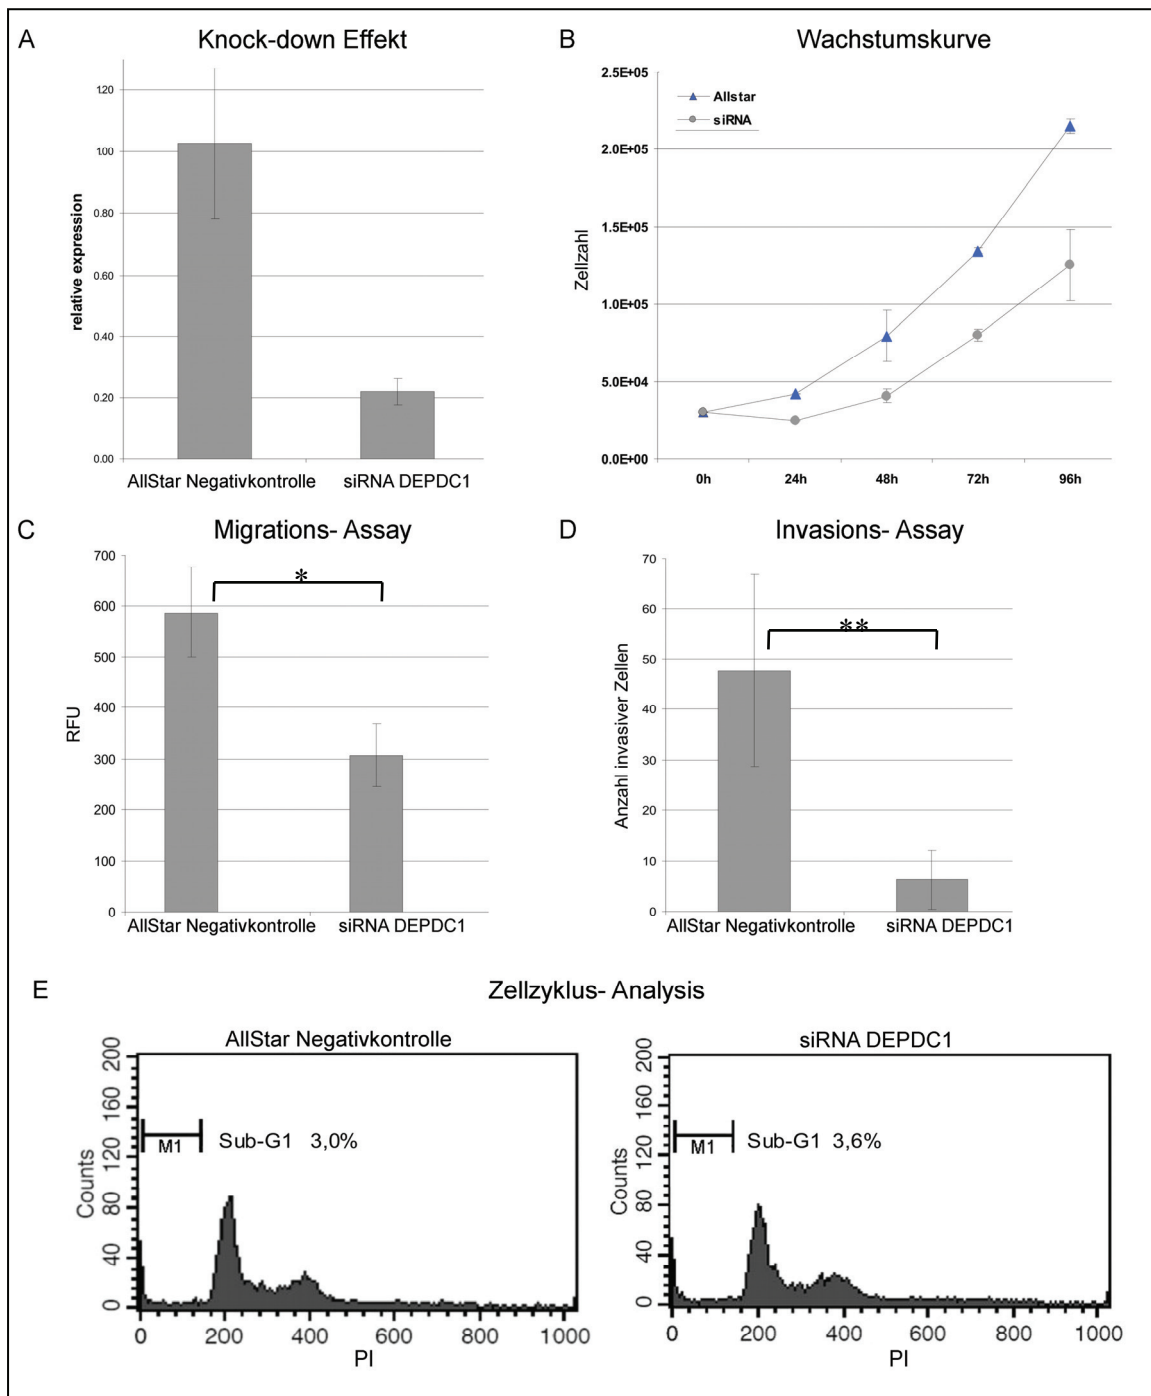 A
Knock-down Effekt
relative expression
1.20
1.00
0.80
0.60
0.40
0.20
0.00
AllStar Negativkontrolle
siRNA DEPDC1
B
Wachstumskurve
Zellzahl
2.5E+05
2.0E+05
1.5E+05
1.0E+05
5.0E+04
0.0E+00
Allstar
siRNA
0h
24h
48h
72h
96h
C
Migrations- Assay
RFU
700
600
500
400
300
200
100
0
*
AllStar Negativkontrolle
siRNA DEPDC1
D
Invasions- Assay
Anzahl invasiver Zellen
70
60
50
40
30
20
10
0
**
AllStar Negativkontrolle
siRNA DEPDC1
E
Zellzyklus- Analysis
AllStar Negativkontrolle
Counts
200
160
120
80
40
0
M1
Sub-G1 3,0%
0 200 400 600 800 1000
PI
siRNA DEPDC1
Counts
200
160
120
80
40
0
M1
Sub-G1 3,6%
0 200 400 600 800 1000
PI